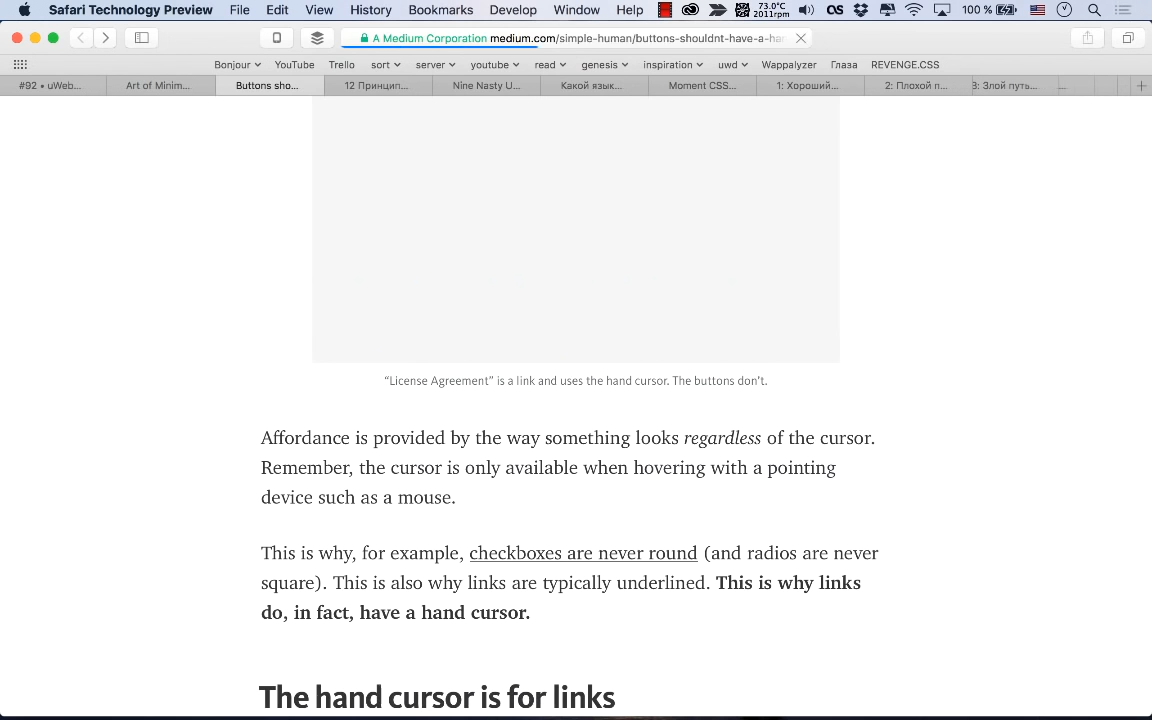 Safari Technology Preview File Edit View History Bookmarks Develop Window Help 73.0°C 2011rpm 100 %
A Medium Corporation medium.com/simple-human/buttons-shouldnt-have-a-ha
Bonjour YouTube Trello sort server youtube read genesis inspiration uwd Wappalyzer Глаза REVENGE.CSS
#92 • uWeb... Art of Minim... Buttons sho... 12 Принцип... Nine Nasty U... Какой язык... Moment CSS... 1: Хороший... 2: Плохой п... 3: Злой путь...
“License Agreement” is a link and uses the hand cursor. The buttons don’t.
Affordance is provided by the way something looks regardless of the cursor.
Remember, the cursor is only available when hovering with a pointing
device such as a mouse.
This is why, for example, checkboxes are never round (and radios are never
square). This is also why links are typically underlined. This is why links
do, in fact, have a hand cursor.
The hand cursor is for links